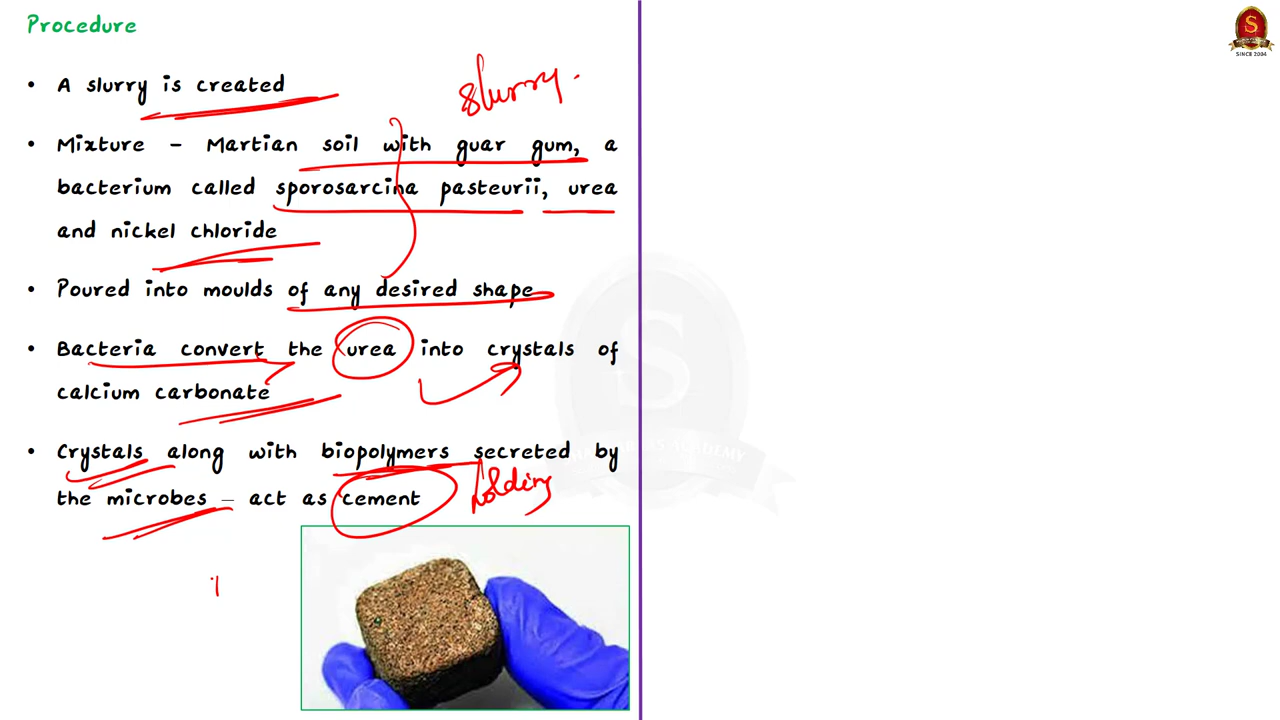 Procedure
• A slurry is created
slurry.
• Mixture – Martian soil with guar gum, a
bacterium called sporosarcina pasteurii, urea
and nickel chloride
• Poured into moulds of any desired shape
• Bacteria convert the urea into crystals of
calcium carbonate
• Crystals along with biopolymers secreted by
the microbes – act as cement
holding
S
SINCE 2004